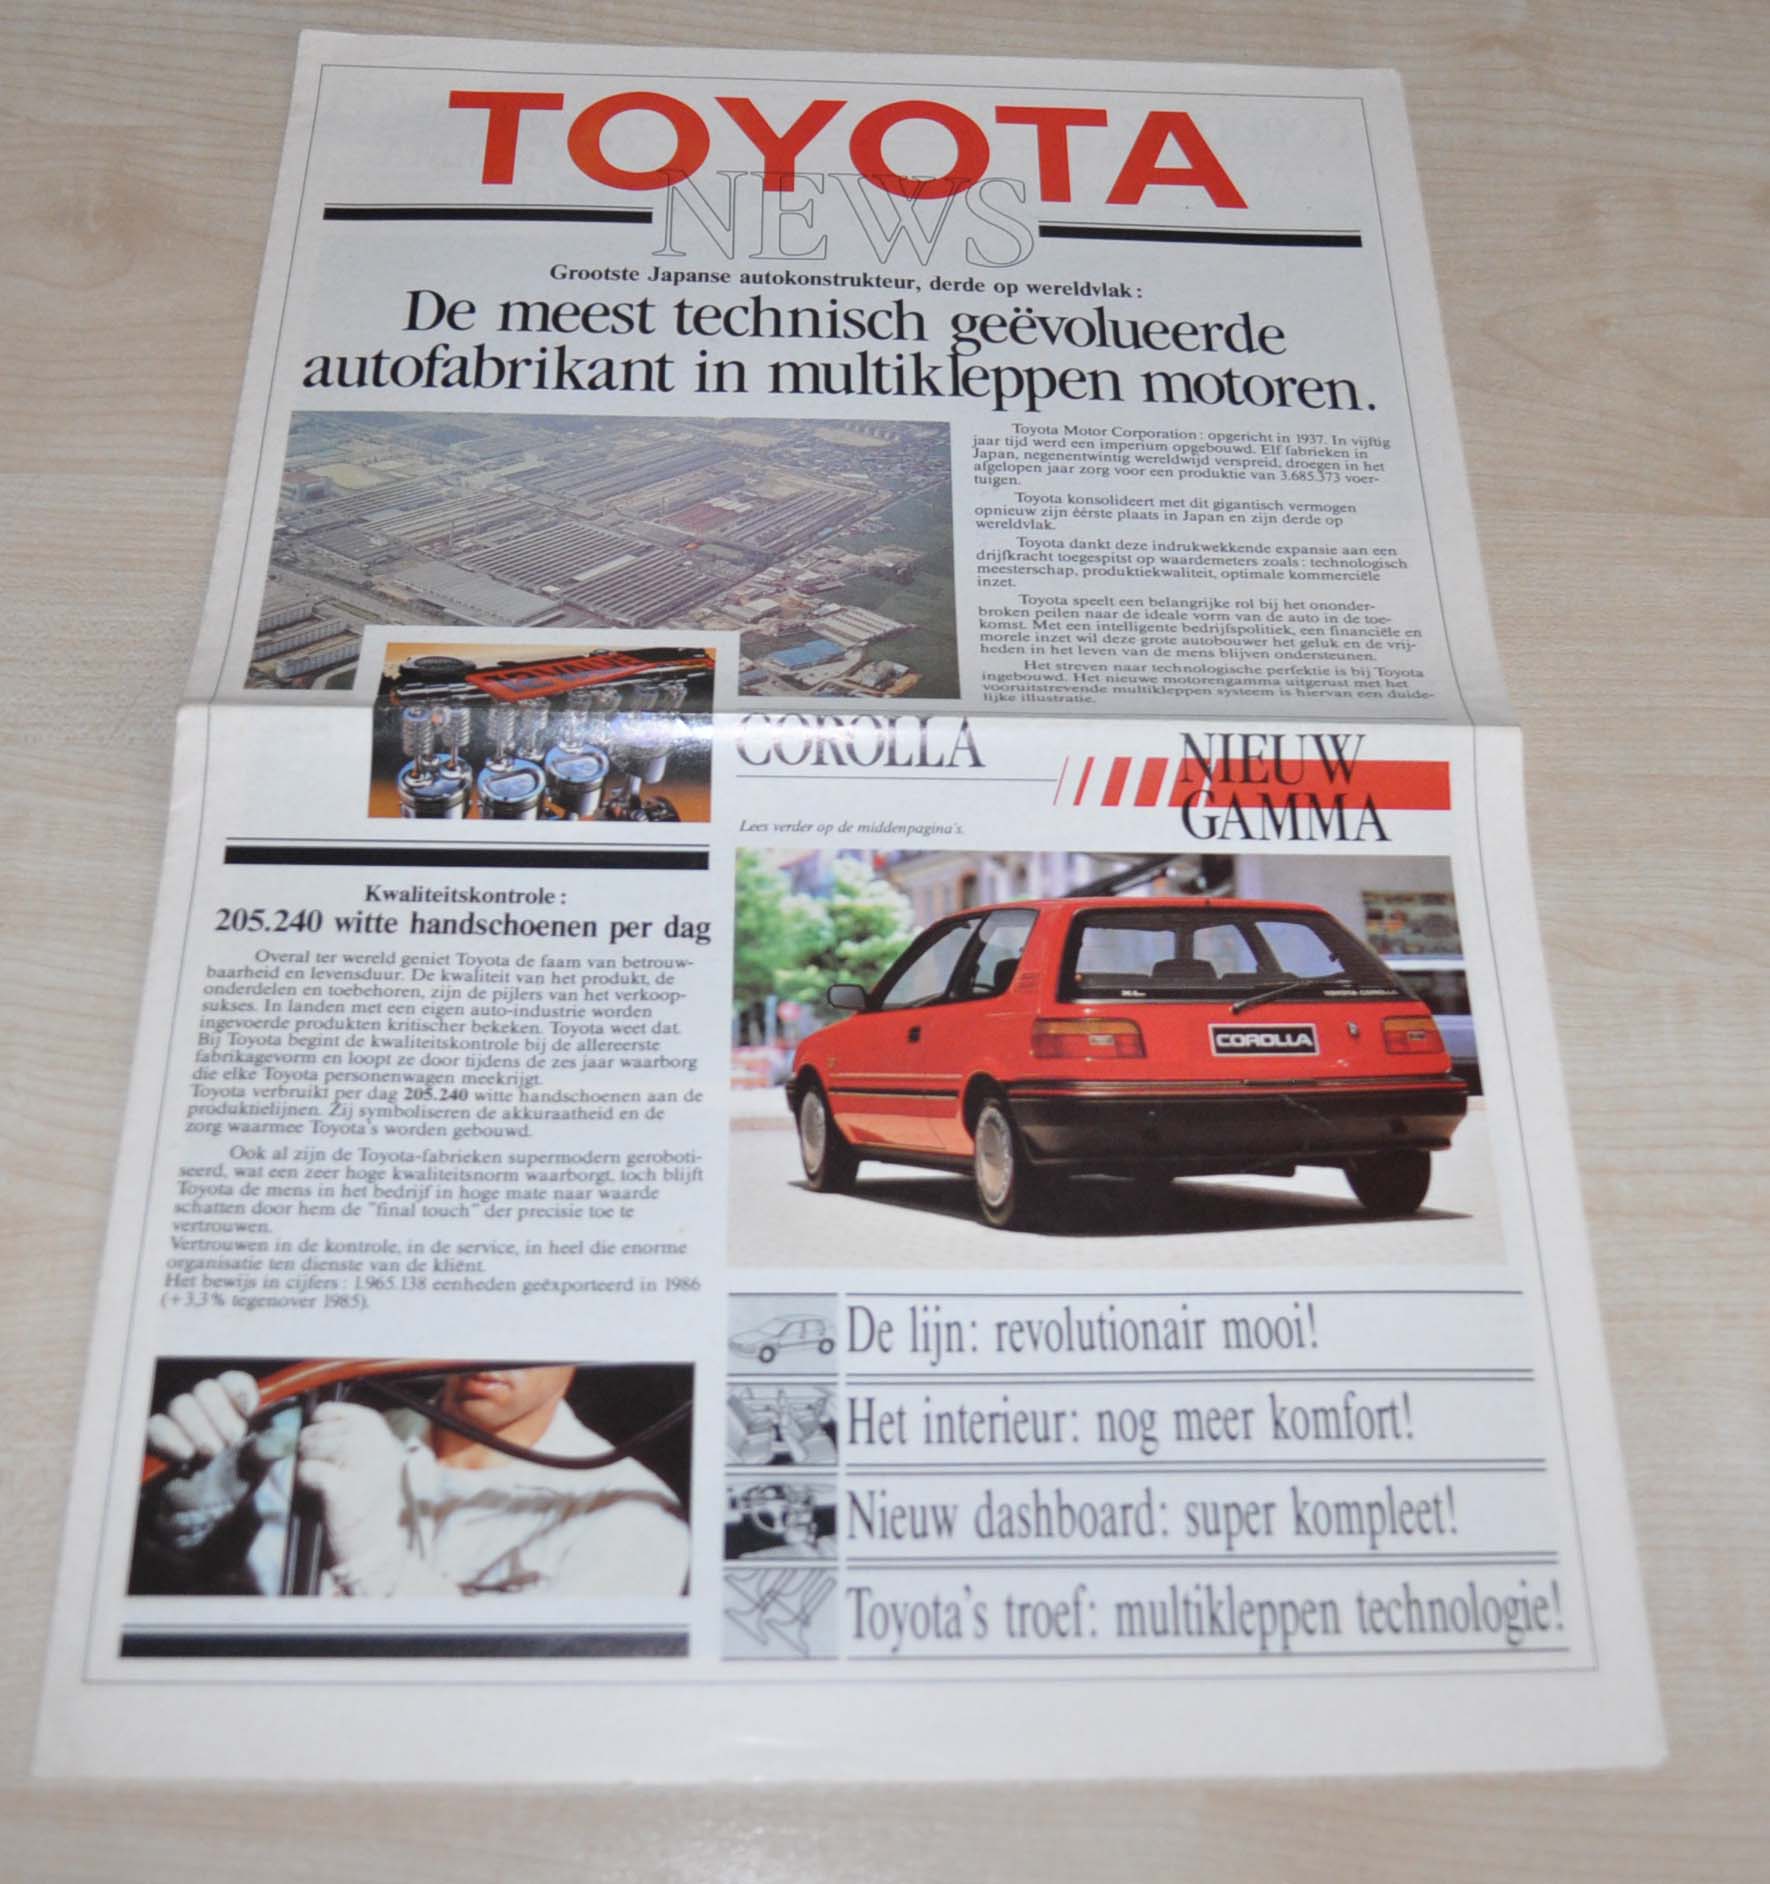 TOYOTA
NEWS
Grootste Japanse autokonstrukteur, derde op wereldvlak :
De meest technisch geëvolueerde
autofabrikant in multikleppen motoren.
Toyota Motor Corporation : opgericht in 1937. In vijftig
jaar tijd werd een imperium opgebouwd. Elf fabrieken in
Japan, negenentwintig wereldwijd verspreid, droegen in het
afgelopen jaar zorg voor een produktie van 3.685.373 voer-
tuigen.
Toyota konsolideert met dit gigantisch vermogen
opnieuw zijn éérste plaats in Japan en zijn derde op
wereldvlak.
Toyota dankt deze indrukwekkende expansie aan een
drijfkracht toegespitst op waardemeters zoals : technologisch
meesterschap, produktiekwaliteit, optimale kommerciële
inzet.
Toyota speelt een belangrijke rol bij het ononder-
broken peilen naar de ideale vorm van de auto in de toe-
komst. Met een intelligente bedrijfspolitiek, een financiële en
morele inzet wil deze grote autobouwer het geluk en de vrij-
heden in het leven van de mens blijven ondersteunen.
Het streven naar technologische perfektie is bij Toyota
ingebouwd. Het nieuwe motorengamma uitgerust met het
vooruitstrevende multikleppen systeem is hiervan een duide-
lijke illustratie.
Kwaliteitskontrole :
205.240 witte handschoenen per dag
Overal ter wereld geniet Toyota de faam van betrouw-
baarheid en levensduur. De kwaliteit van het produkt, de
onderdelen en toebehoren, zijn de pijlers van het verkoop-
sukses. In landen met een eigen auto-industrie worden
ingevoerde produkten kritischer bekeken. Toyota weet dat.
Bij Toyota begint de kwaliteitskontrole bij de allereerste
fabrikagevorm en loopt ze door tijdens de zes jaar waarborg
die elke Toyota personenwagen meekrijgt.
Toyota verbruikt per dag 205.240 witte handschoenen aan de
produktielijnen. Zij symboliseren de akkuraatheid en de
zorg waarmee Toyota's worden gebouwd.
Ook al zijn de Toyota-fabrieken supermodern geroboti-
seerd, wat een zeer hoge kwaliteitsnorm waarborgt, toch blijft
Toyota de mens in het bedrijf in hoge mate naar waarde
schatten door hem de "final touch" der precisie toe te
vertrouwen.
Vertrouwen in de kontrole, in de service, in heel die enorme
organisatie ten dienste van de kliënt.
Het bewijs in cijfers : 1.965.138 eenheden geëxporteerd in 1986
(+3,3% tegenover 1985).
COROLLA
NIEUW
GAMMA
Lees verder op de middenpagina's.
TOYOTA COROLLA
COROLLA
De lijn: revolutionair mooi!
Het interieur: nog meer komfort!
Nieuw dashboard: super kompleet!
Toyota's troef: multikleppen technologie!